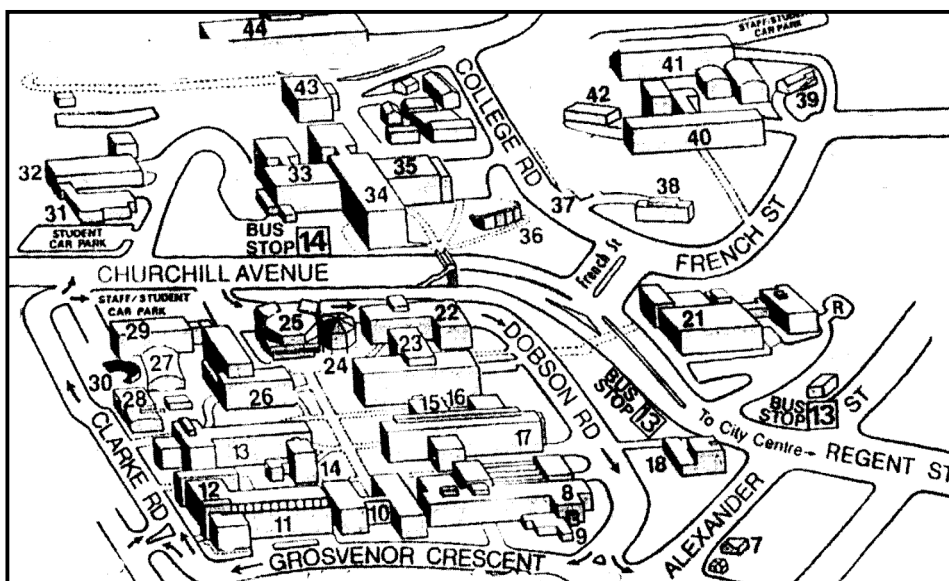 44
STAFF-STUDENT
CAR PARK
41
43
42
39
40
COLLEGE RD
32
33
35
34
38
37
31
36
STUDENT
CAR PARK
BUS
STOP 14
French St
FRENCH ST
CHURCHILL AVENUE
STAFF/STUDENT
CAR PARK
29
25
22
21
R
24
23
27
30
26
28
DOBSON RD
BUS
STOP 13
BUS
STOP 13
15
16
To City Centre
REGENT ST
ST
CLARKE RD
13
17
14
18
12
8
11
10
9
ALEXANDER
7
GROSVENOR CRESCENT